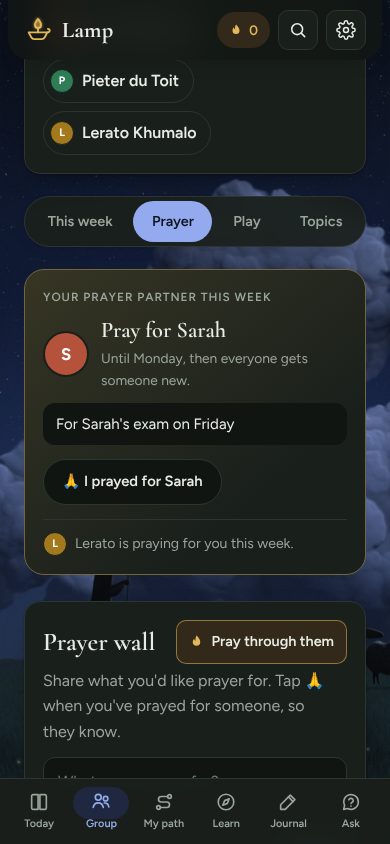 Lamp
0
P Pieter du Toit
L Lerato Khumalo
This week Prayer Play Topics
YOUR PRAYER PARTNER THIS WEEK
S
Pray for Sarah
Until Monday, then everyone gets
someone new.
For Sarah's exam on Friday
🙏 I prayed for Sarah
L Lerato is praying for you this week.
Prayer wall
Pray through them
Share what you'd like prayer for. Tap 🙏
when you've prayed for someone, so
they know.
Today Group My path Learn Journal Ask